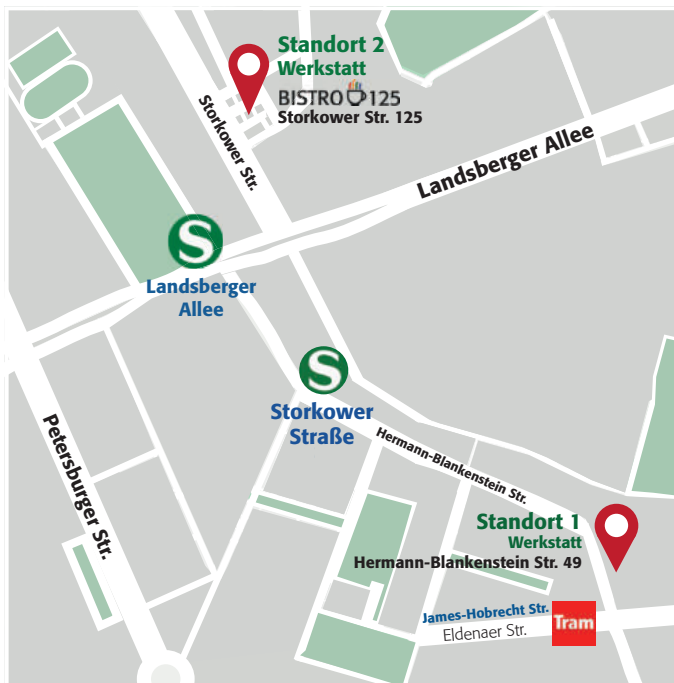 Standort 2
Werkstatt
BISTRO 125
Storkower Str. 125
Storkower Str.
Landsberger Allee
S
Landsberger
Allee
S
Storkower
Straße
Petersburger Str.
Hermann-Blankenstein Str.
Standort 1
Werkstatt
Hermann-Blankenstein Str. 49
James-Hobrecht Str.
Eldenaer Str.
Tram